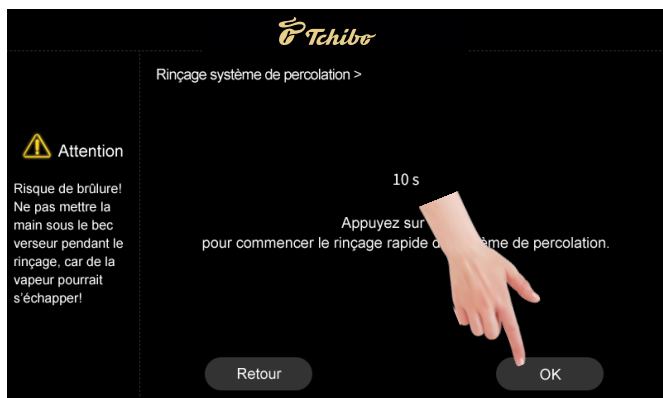 Tchibo
Rinçage système de percolation >
Attention
Risque de brûlure!
Ne pas mettre la
main sous le bec
verseur pendant le
rinçage, car de la
vapeur pourrait
s'échapper!
10 s
Appuyez sur
pour commencer le rinçage rapide ème de percolation.
Retour
OK